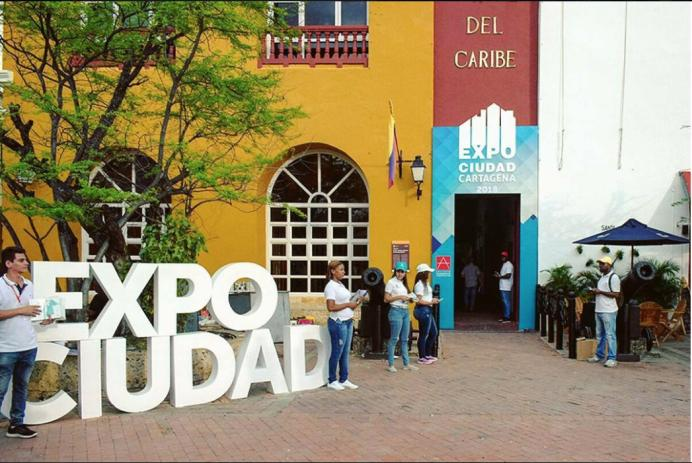 DEL
CARIBE
EXPO
CIUDAD
CARTAGENA
2018
EXPO
CIUDAD